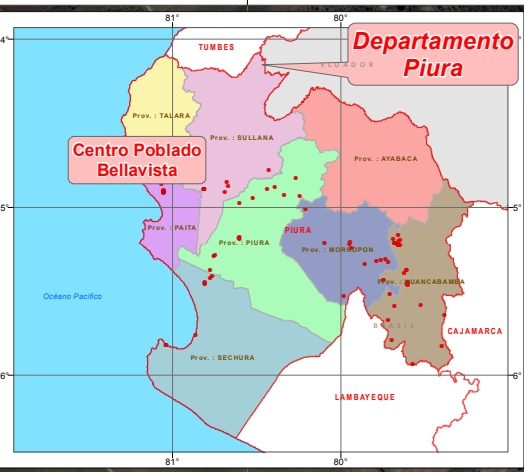 81°
80°
4°
4°
TUMBES
Departamento
Piura
ECUADOR
Prov. : TALARA
Prov. : SULLANA
Centro Poblado
Bellavista
Prov. : AYABACA
5°
5°
Prov. : PAITA
PIURA
Prov. : PIURA
Prov. : MORROPON
Prov. : HUANCABAMBA
Océano Pacífico
BRASIL
CAJAMARCA
Prov. : SECHURA
6°
6°
LAMBAYEQUE
81°
80°